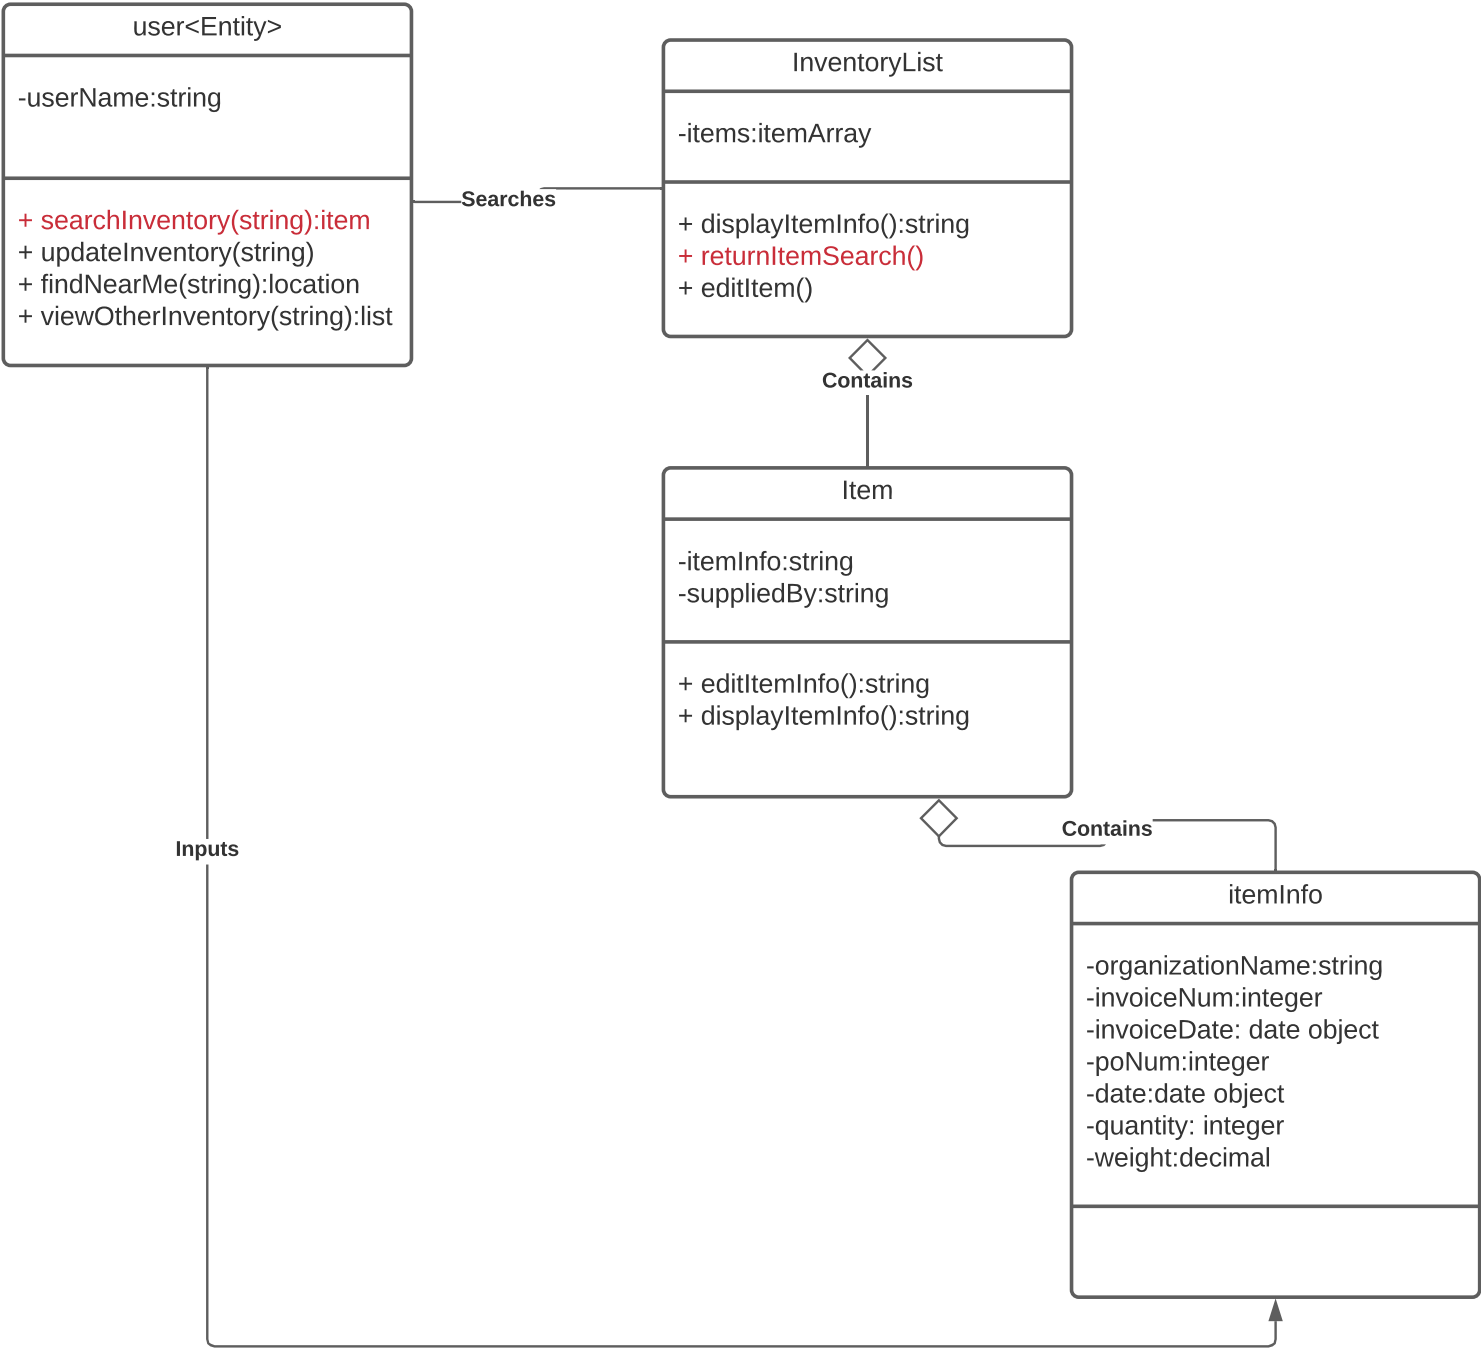 user<Entity>
-userName:string
+ searchInventory(string):item
+ updateInventory(string)
+ findNearMe(string):location
+ viewOtherInventory(string):list
Searches
InventoryList
-items:itemArray
+ displayItemInfo():string
+ returnItemSearch()
+ editItem()
Contains
Item
-itemInfo:string
-suppliedBy:string
+ editItemInfo():string
+ displayItemInfo():string
Contains
Inputs
itemInfo
-organizationName:string
-invoiceNum:integer
-invoiceDate: date object
-poNum:integer
-date:date object
-quantity: integer
-weight:decimal